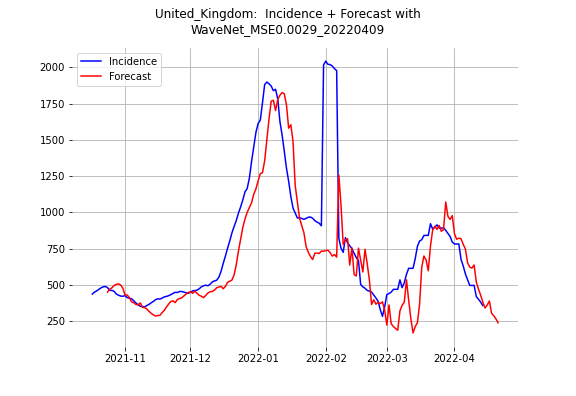 United_Kingdom:  Incidence + Forecast with
WaveNet_MSE0.0029_20220409
Incidence
Forecast
2000
1750
1500
1250
1000
750
500
250
2021-11 2021-12 2022-01 2022-02 2022-03 2022-04